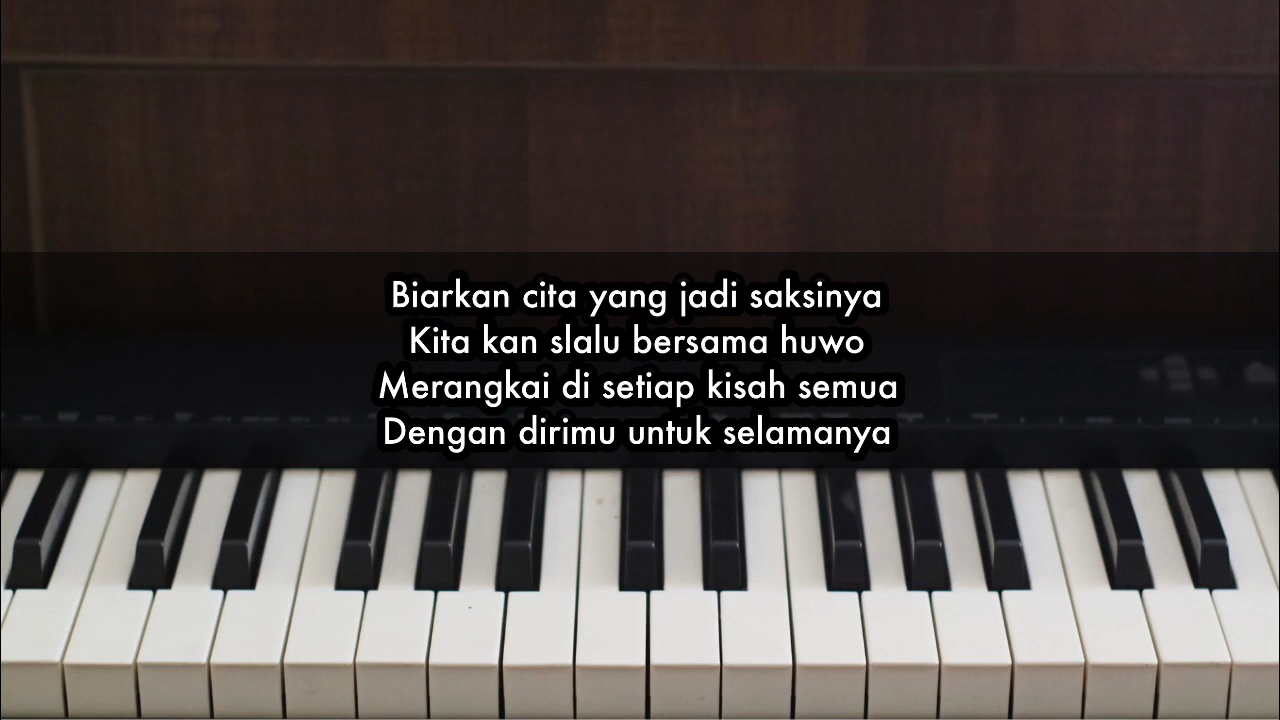 Biarkan cita yang jadi saksinya
Kita kan slalu bersama huwo
Merangkai di setiap kisah semua
Dengan dirimu untuk selamanya